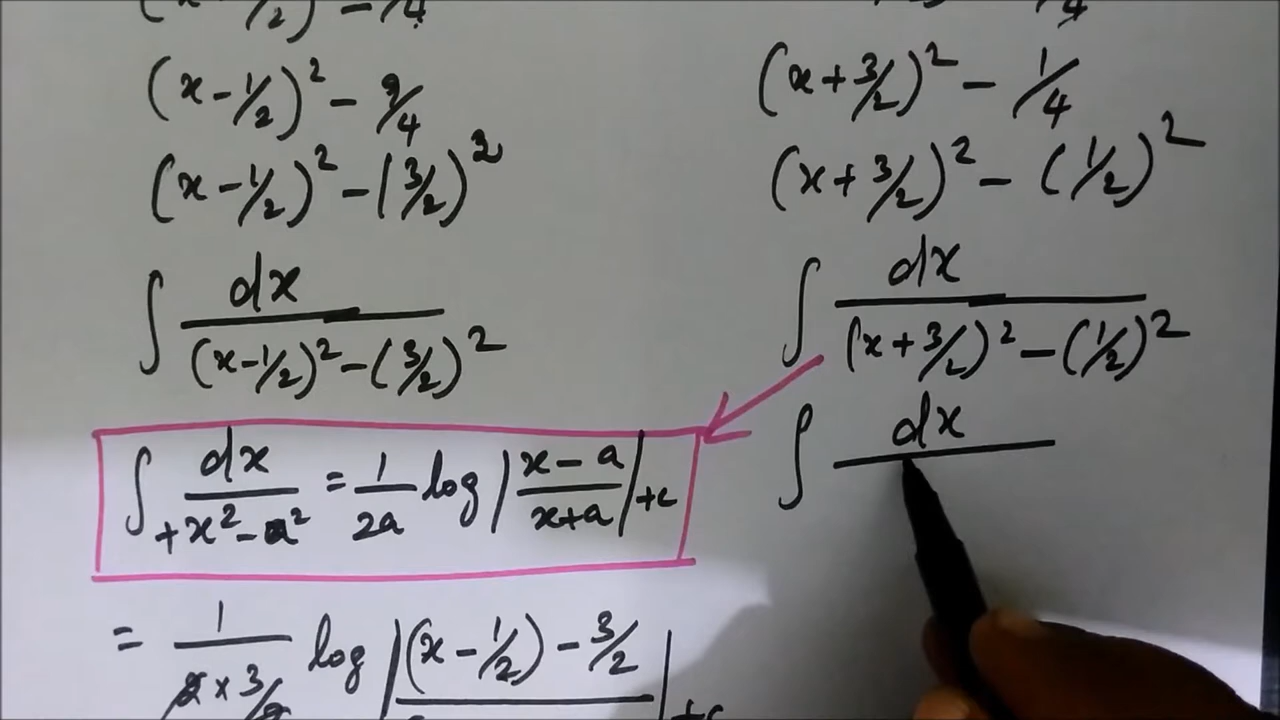 (x-1/2)² - 9/4
(x-1/2)² - (3/2)²
∫ dx / (x-1/2)² - (3/2)²
∫ dx / +x² - a² = 1/2a log |x-a / x+a| + c
= 1 / 2×3/2 log |(x-1/2) - 3/2
+c
(x+3/2)² - 1/4
(x+3/2)² - (1/2)²
∫ dx / (x+3/2)² - (1/2)²
∫ dx